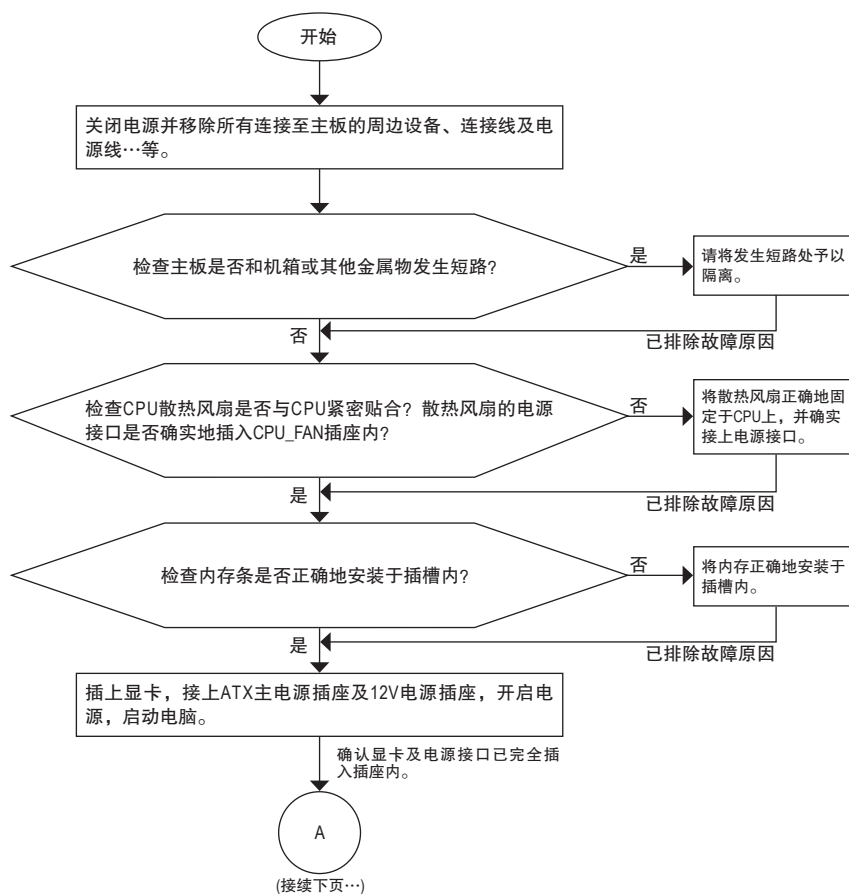 开始
关闭电源并移除所有连接至主板的周边设备、连接线及电
源线…等。
检查主板是否和机箱或其他金属物发生短路?
是
请将发生短路处予以
隔离。
否
已排除故障原因
检查CPU散热风扇是否与CPU紧密贴合? 散热风扇的电源
接口是否确实地插入CPU_FAN插座内?
否
将散热风扇正确地固
定于CPU上，并确实
接上电源接口。
是
已排除故障原因
检查内存条是否正确地安装于插槽内?
否
将内存正确地安装于
插槽内。
是
已排除故障原因
插上显卡，接上ATX主电源插座及12V电源插座，开启电
源，启动电脑。
确认显卡及电源接口已完全插
入插座内。
A
(接续下页…)